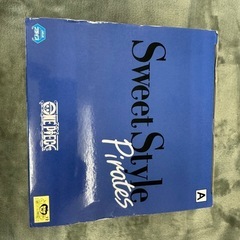 Sweet Style
Pirates
A
ONE PIECE